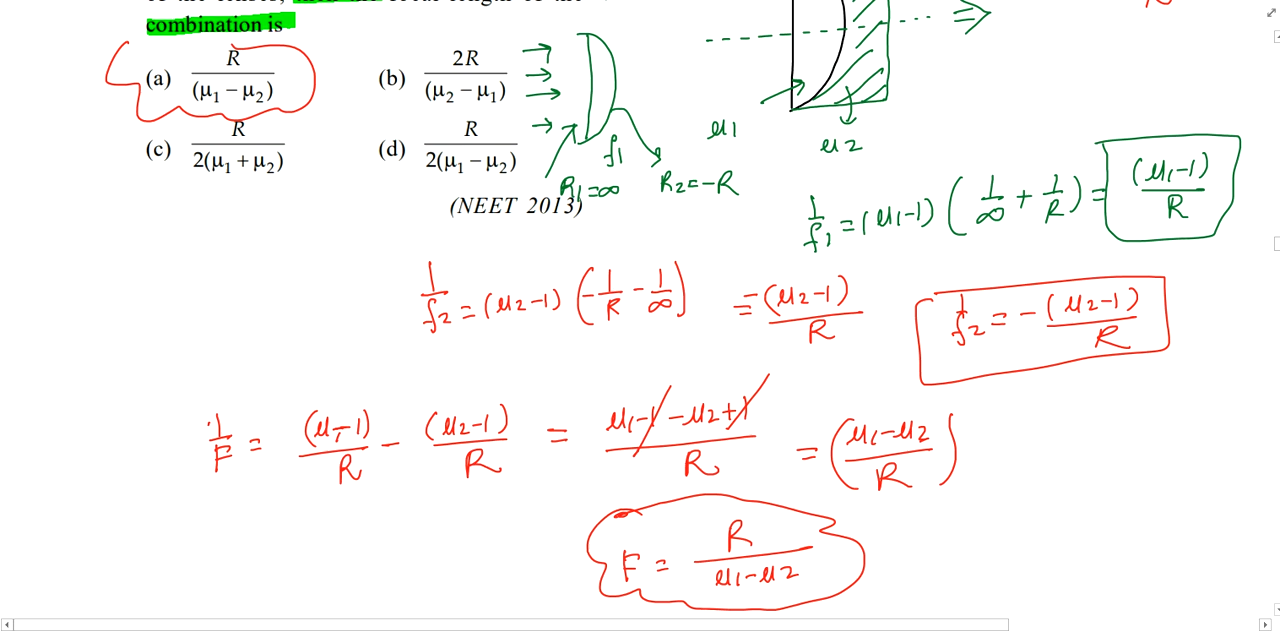 combination is
(a) R/(μ₁ − μ₂) (b) 2R/(μ₂ − μ₁)
(c) R/2(μ₁ + μ₂) (d) R/2(μ₁ − μ₂)
(NEET 2013)
f₁
R₁=∞ R₂=-R
μ1
μ2
1/f₁ = (μ₁-1) (1/∞ + 1/R) = (μ₁-1)/R
1/f₂ = (μ₂-1) (-1/R - 1/∞) = -(μ₂-1)/R
1/f₂ = -(μ₂-1)/R
1/F = (μ₁-1)/R - (μ₂-1)/R = μ₁-1-μ₂+1/R = (μ₁-μ₂/R)
F = R/μ₁-μ₂